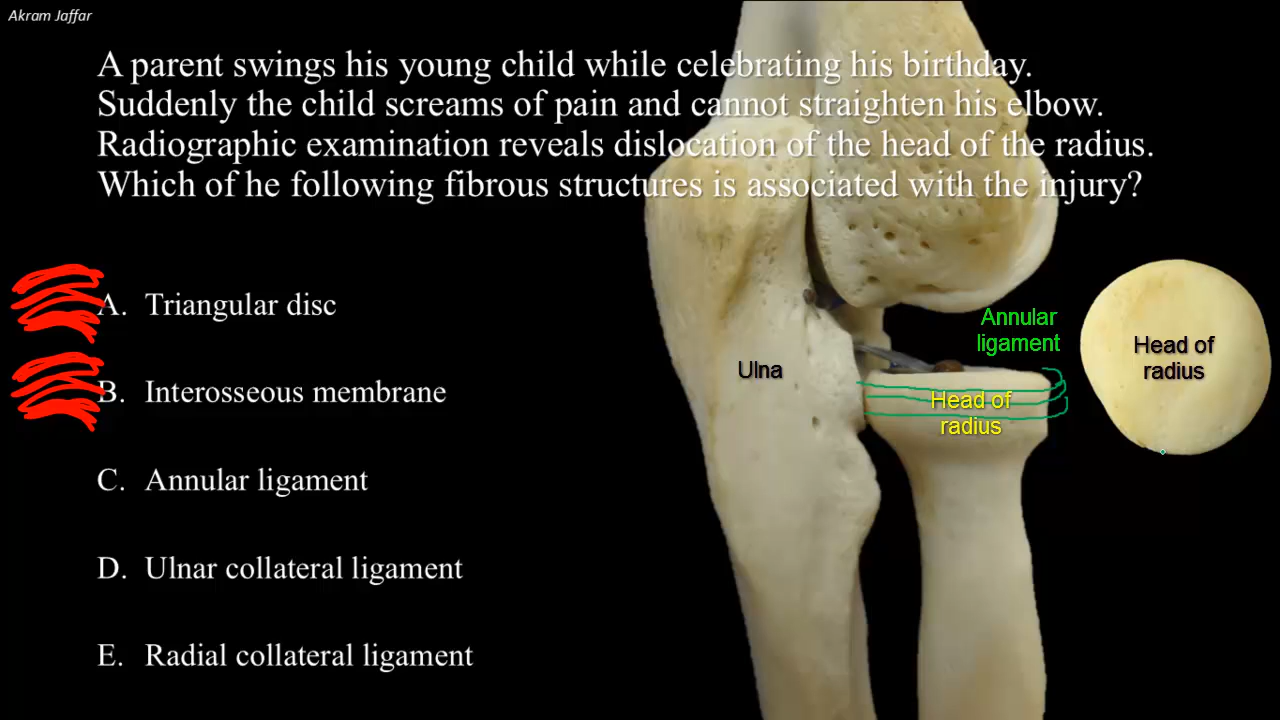 Akram Jaffar
A parent swings his young child while celebrating his birthday.
Suddenly the child screams of pain and cannot straighten his elbow.
Radiographic examination reveals dislocation of the head of the radius.
Which of he following fibrous structures is associated with the injury?
A. Triangular disc
B. Interosseous membrane
C. Annular ligament
D. Ulnar collateral ligament
E. Radial collateral ligament
Ulna
Annular
ligament
Head of
radius
Head of
radius